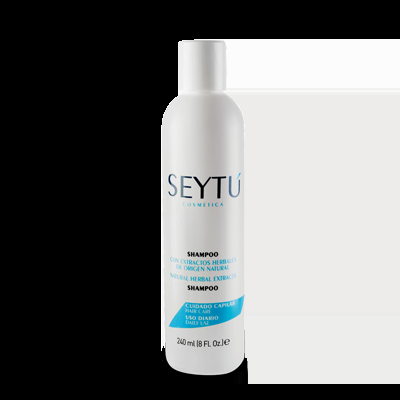 SEYTÚ
COSMÉTICA
SHAMPOO
CON EXTRACTOS HERBALES
DE ORIGEN NATURAL
NATURAL HERBAL EXTRACTS
SHAMPOO
CUIDADO CAPILAR
HAIR CARE
USO DIARIO
DAILY USE
240 ml (8 Fl. Oz.) e